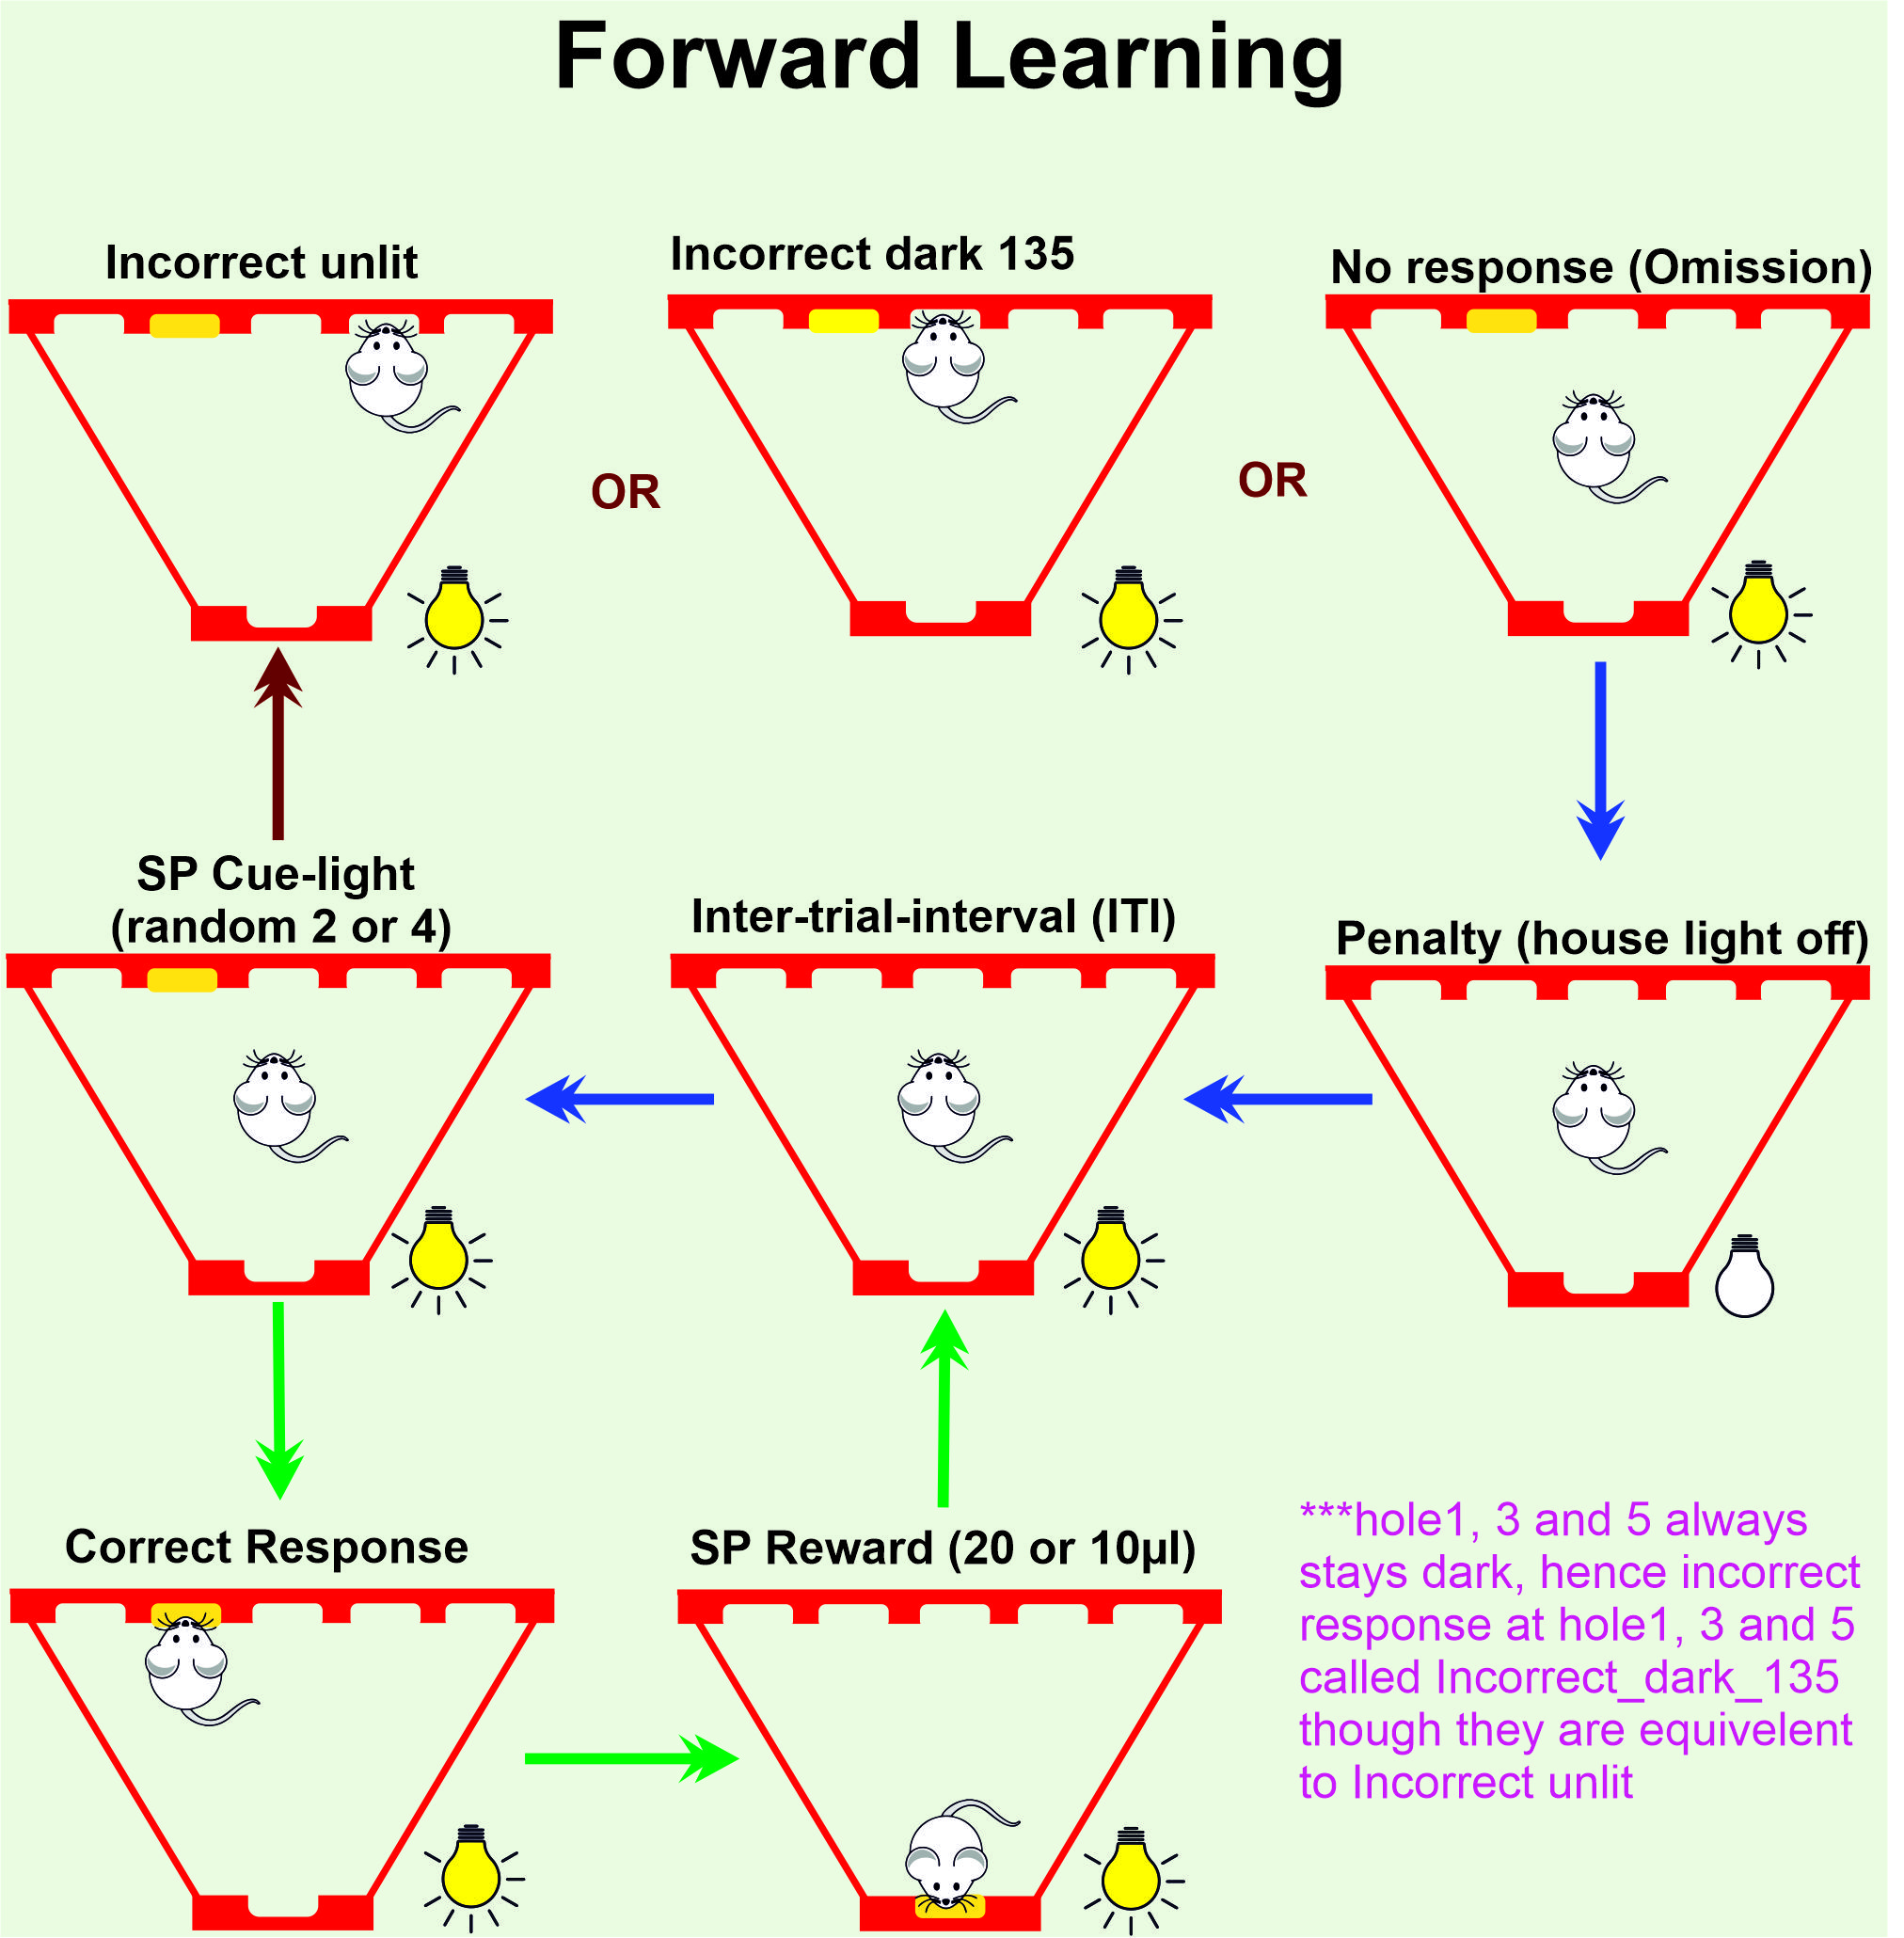 Forward Learning
Incorrect unlit
Incorrect dark 135
No response (Omission)
OR
OR
SP Cue-light
(random 2 or 4)
Inter-trial-interval (ITI)
Penalty (house light off)
Correct Response
SP Reward (20 or 10µl)
***hole1, 3 and 5 always
stays dark, hence incorrect
response at hole1, 3 and 5
called Incorrect_dark_135
though they are equivelent
to Incorrect unlit